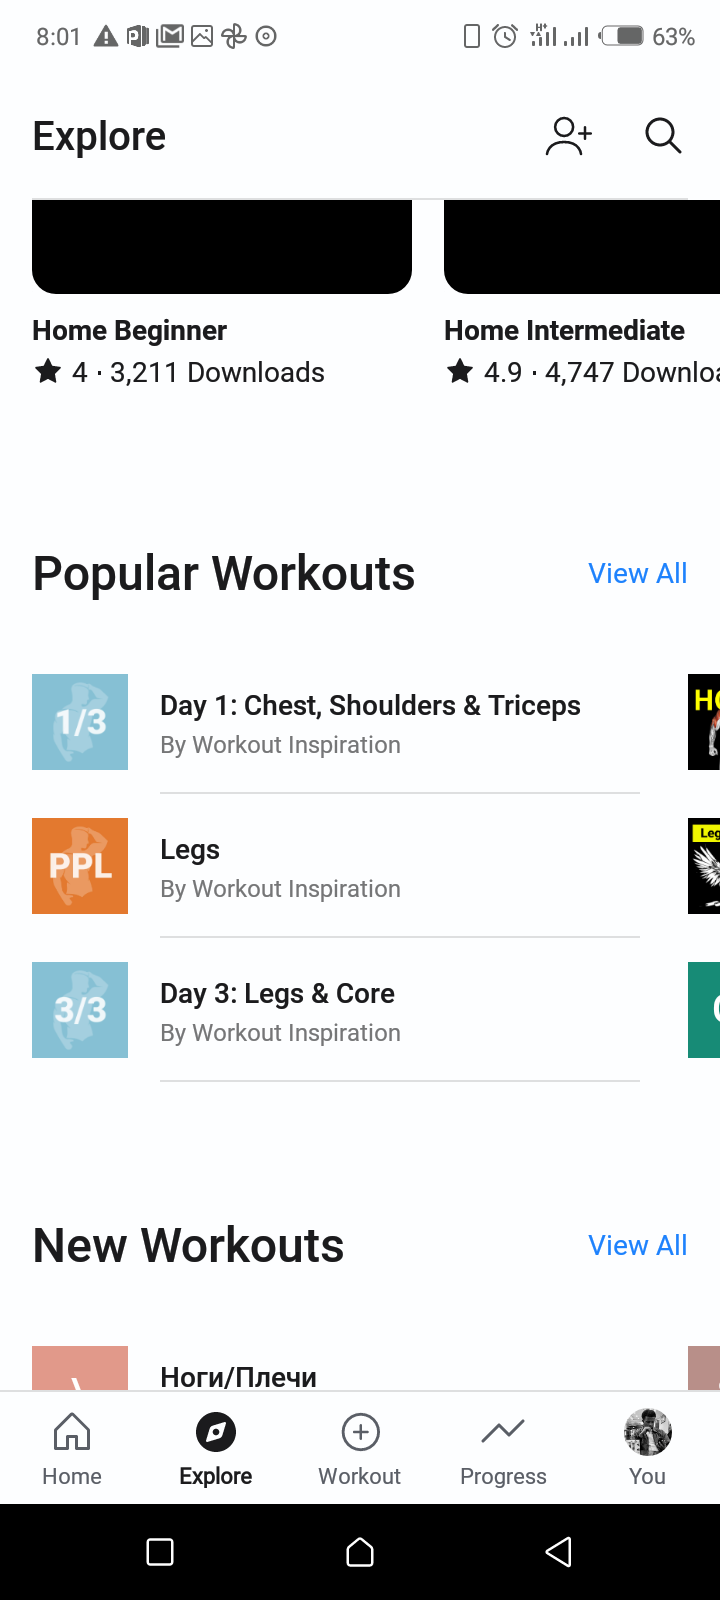 8:01
63%
Explore
Home Beginner
Home Intermediate
4 · 3,211 Downloads
4.9 · 4,747 Downloa
Popular Workouts
View All
1/3
Day 1: Chest, Shoulders & Triceps
By Workout Inspiration
HO
PPL
Legs
By Workout Inspiration
Leg
3/3
Day 3: Legs & Core
By Workout Inspiration
New Workouts
View All
Ноги/Плечи
Home
Explore
Workout
Progress
You